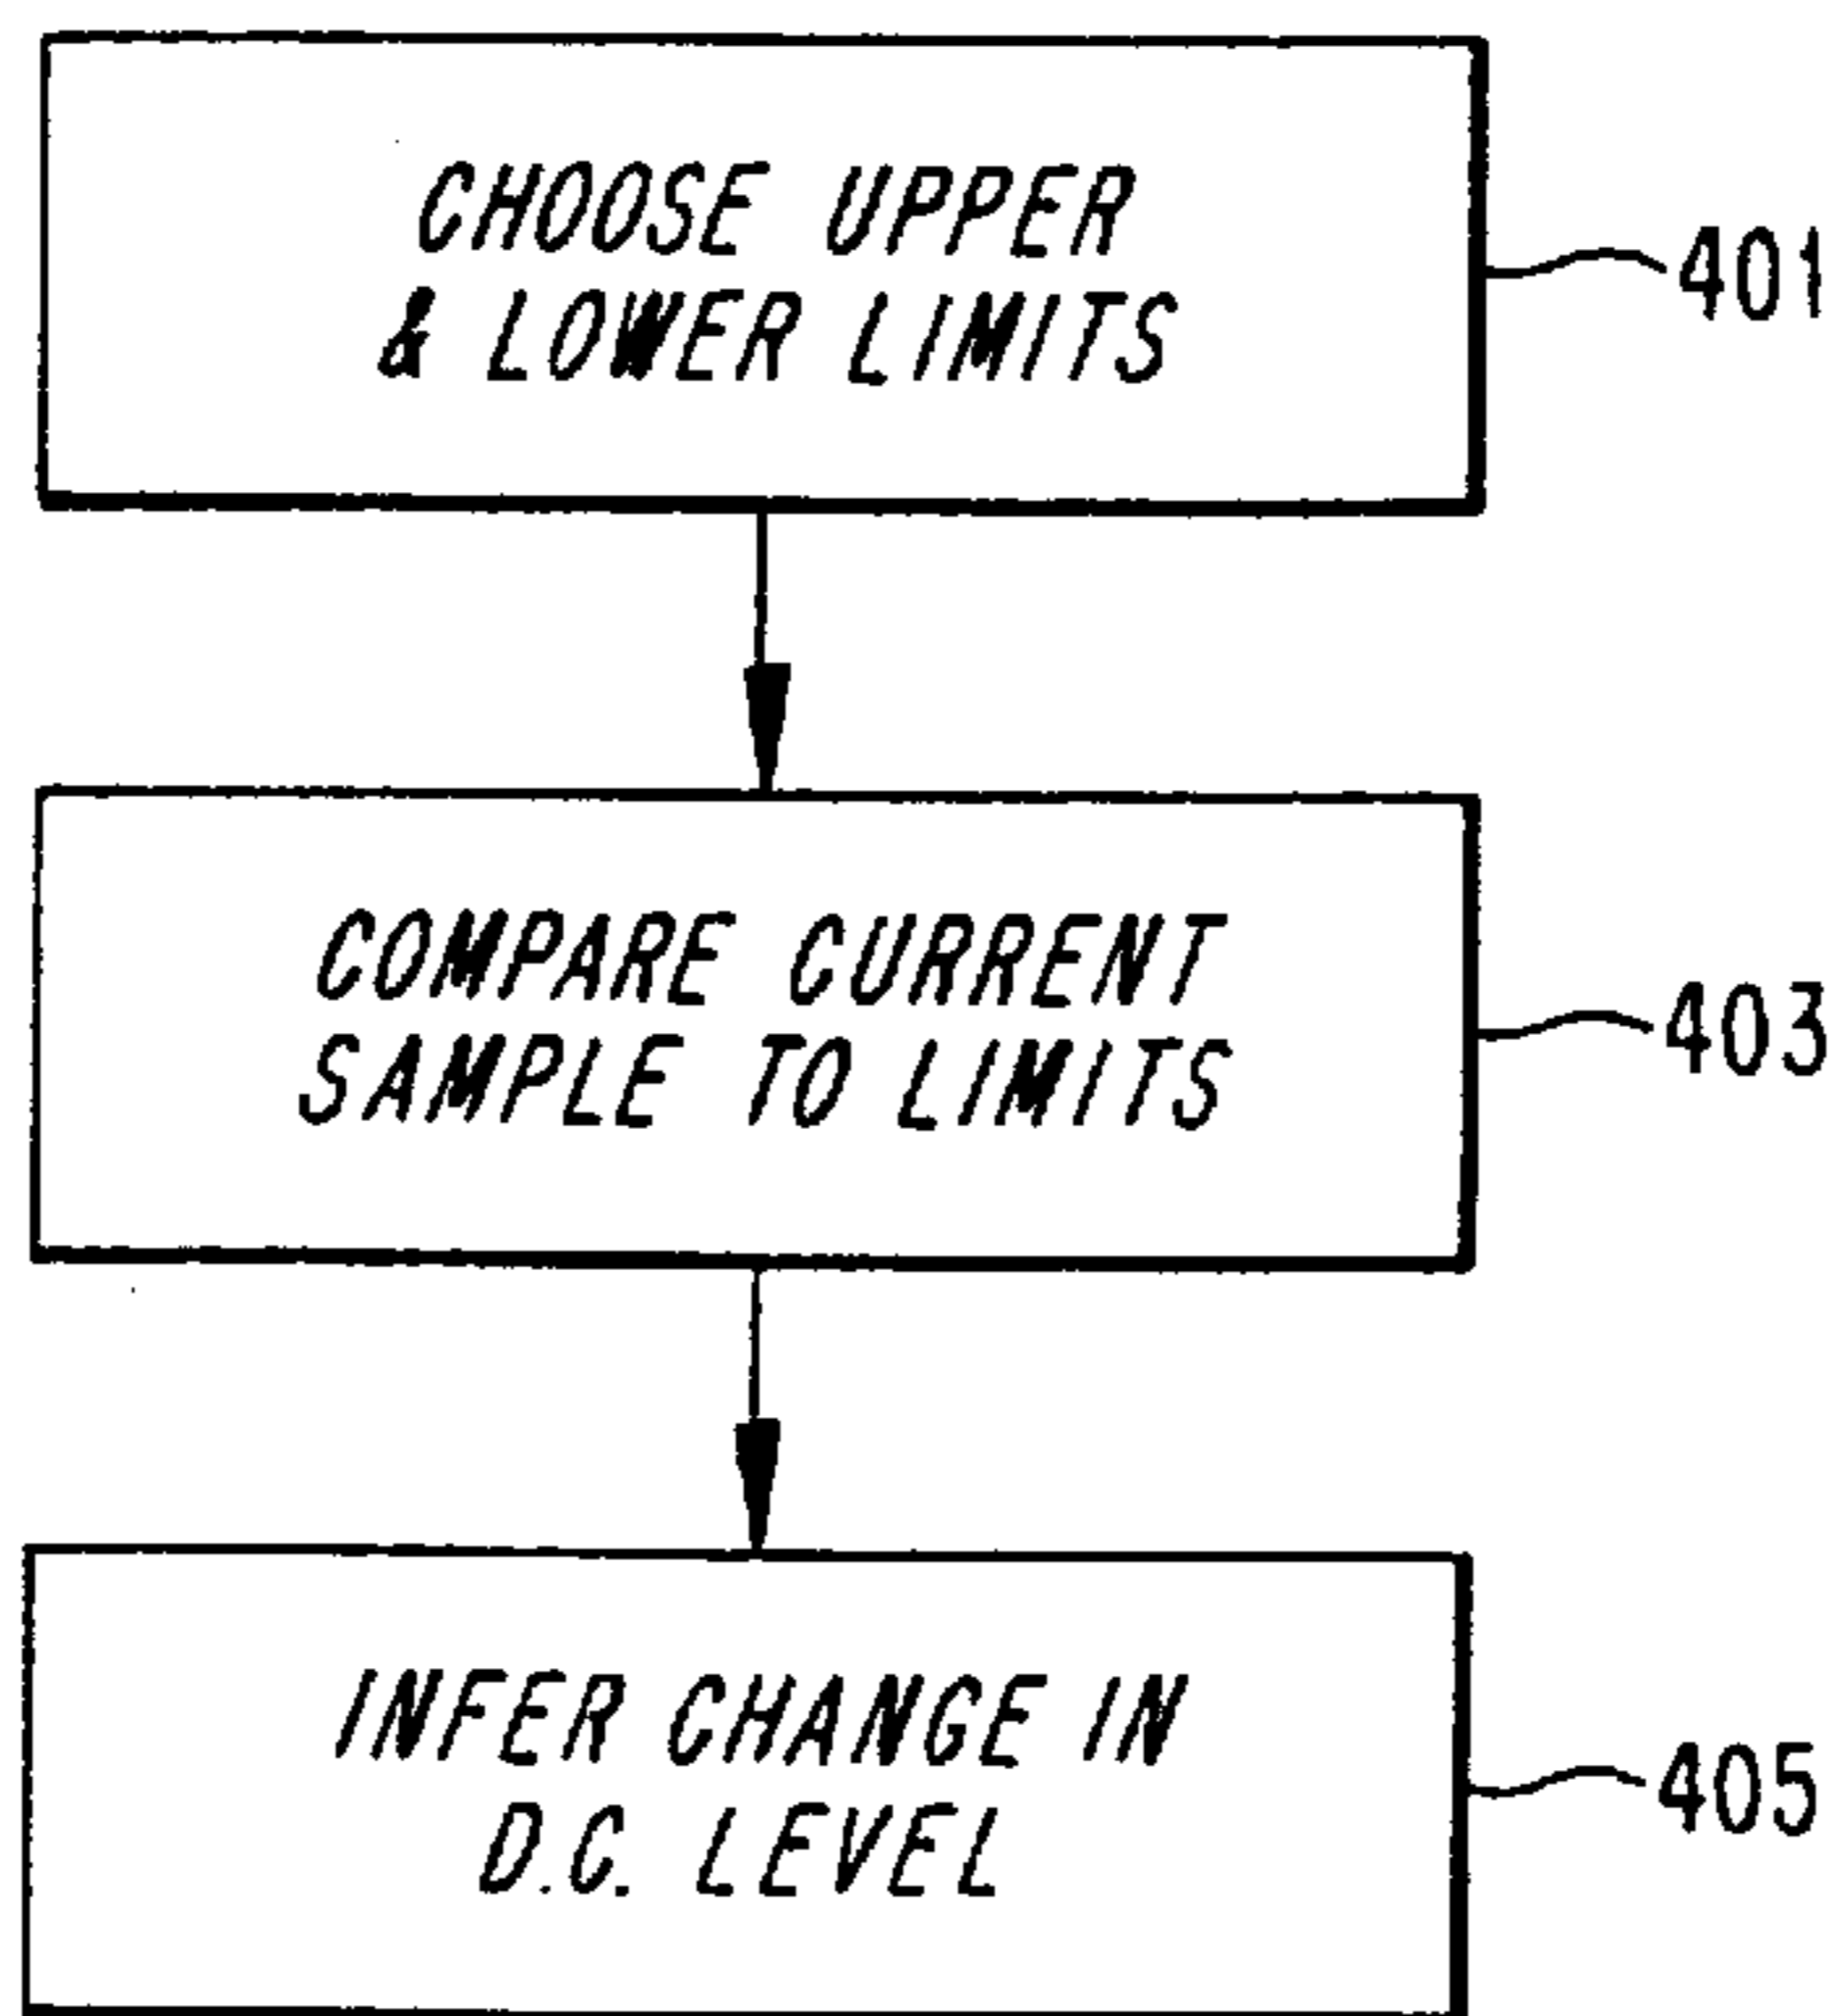 CHOOSE UPPER
& LOWER LIMITS
401
COMPARE CURRENT
SAMPLE TO LIMITS
403
INFER CHANGE IN
D.C. LEVEL
405